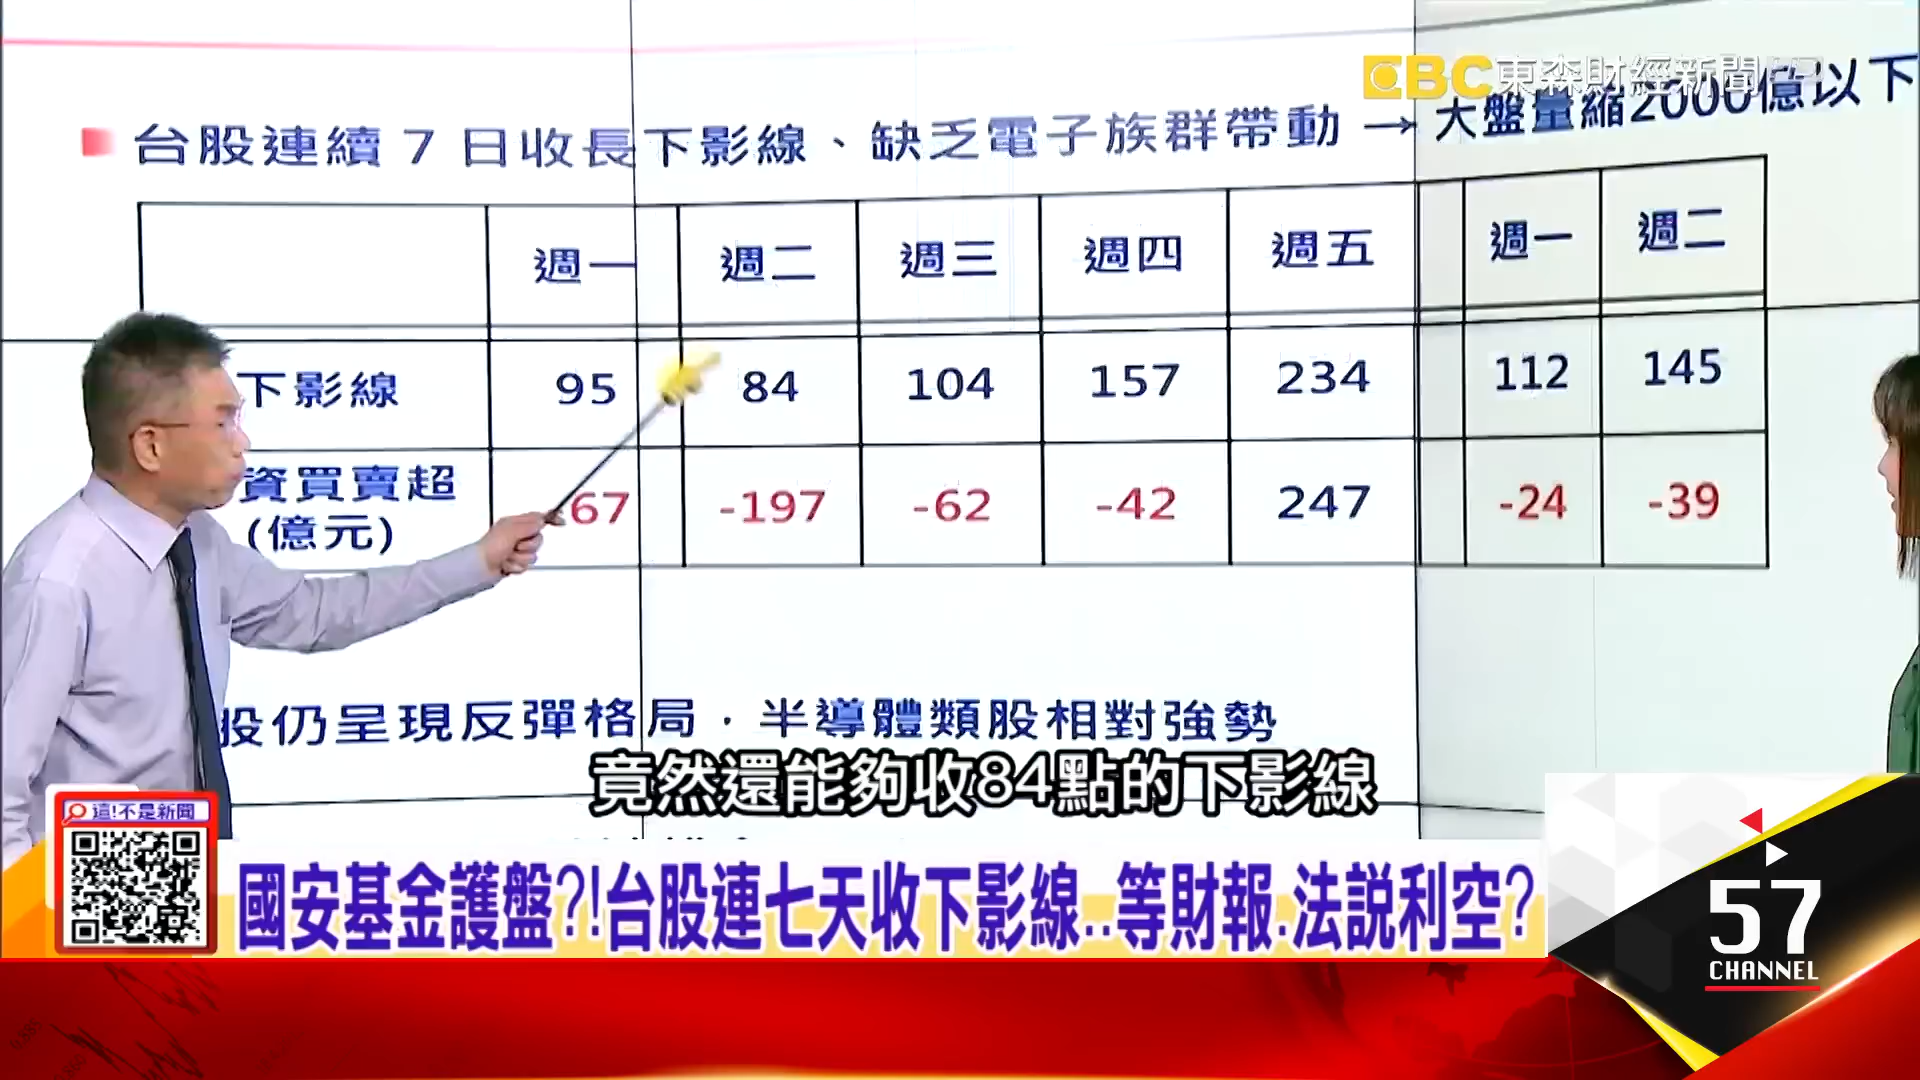 EBC 東森財經新聞
台股連續 7 日收長下影線、缺乏電子族群帶動 → 大盤量縮2000億以下
週一 週二 週三 週四 週五 週一 週二
下影線 95 84 104 157 234 112 145
資買賣超 67 -197 -62 -42 247 -24 -39
(億元)
股仍呈現反彈格局,半導體類股相對強勢
竟然還能夠收84點的下影線
這!不是新聞
國安基金護盤?!台股連七天收下影線..等財報.法説利空?
57
CHANNEL